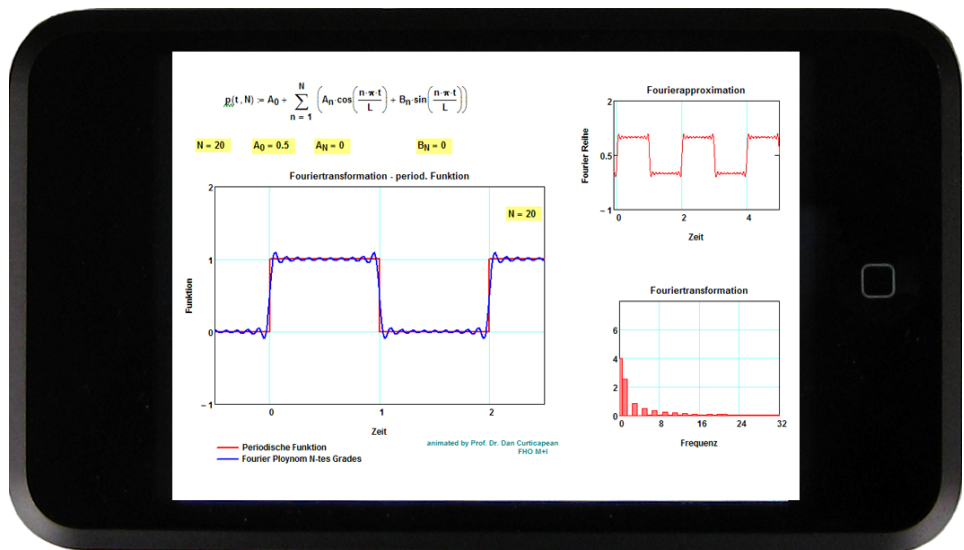 p(t,N) := A0 + N ∑ n = 1 (An·cos(n·π·t/L) + Bn·sin(n·π·t/L))
N = 20 A0 = 0.5 AN = 0 BN = 0
Fouriertransformation - period. Funktion
2
1
0
−1
Funktion
N = 20
0 1 2
Zeit
Periodische Funktion
Fourier Ploynom N-tes Grades
animated by Prof. Dr. Dan Curticapean
FHO M+I
Fourierapproximation
2
0.5
−1
Fourier Reihe
0 2 4
Zeit
Fouriertransformation
6
4
2
0
0 8 16 24 32
Frequenz